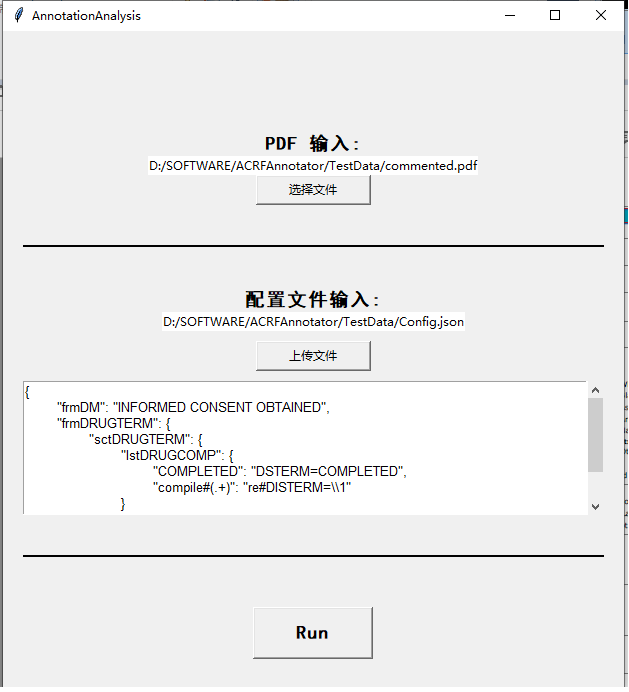 AnnotationAnalysis
PDF 输入:
D:/SOFTWARE/ACRFAnnotator/TestData/commented.pdf
选择文件
配置文件输入:
D:/SOFTWARE/ACRFAnnotator/TestData/Config.json
上传文件
{
"frmDM": "INFORMED CONSENT OBTAINED",
"frmDRUGTERM": {
"sctDRUGTERM": {
"lstDRUGCOMP": {
"COMPLETED": "DSTERM=COMPLETED",
"compile#(.+)": "re#DISTERM=\\1"
}
Run